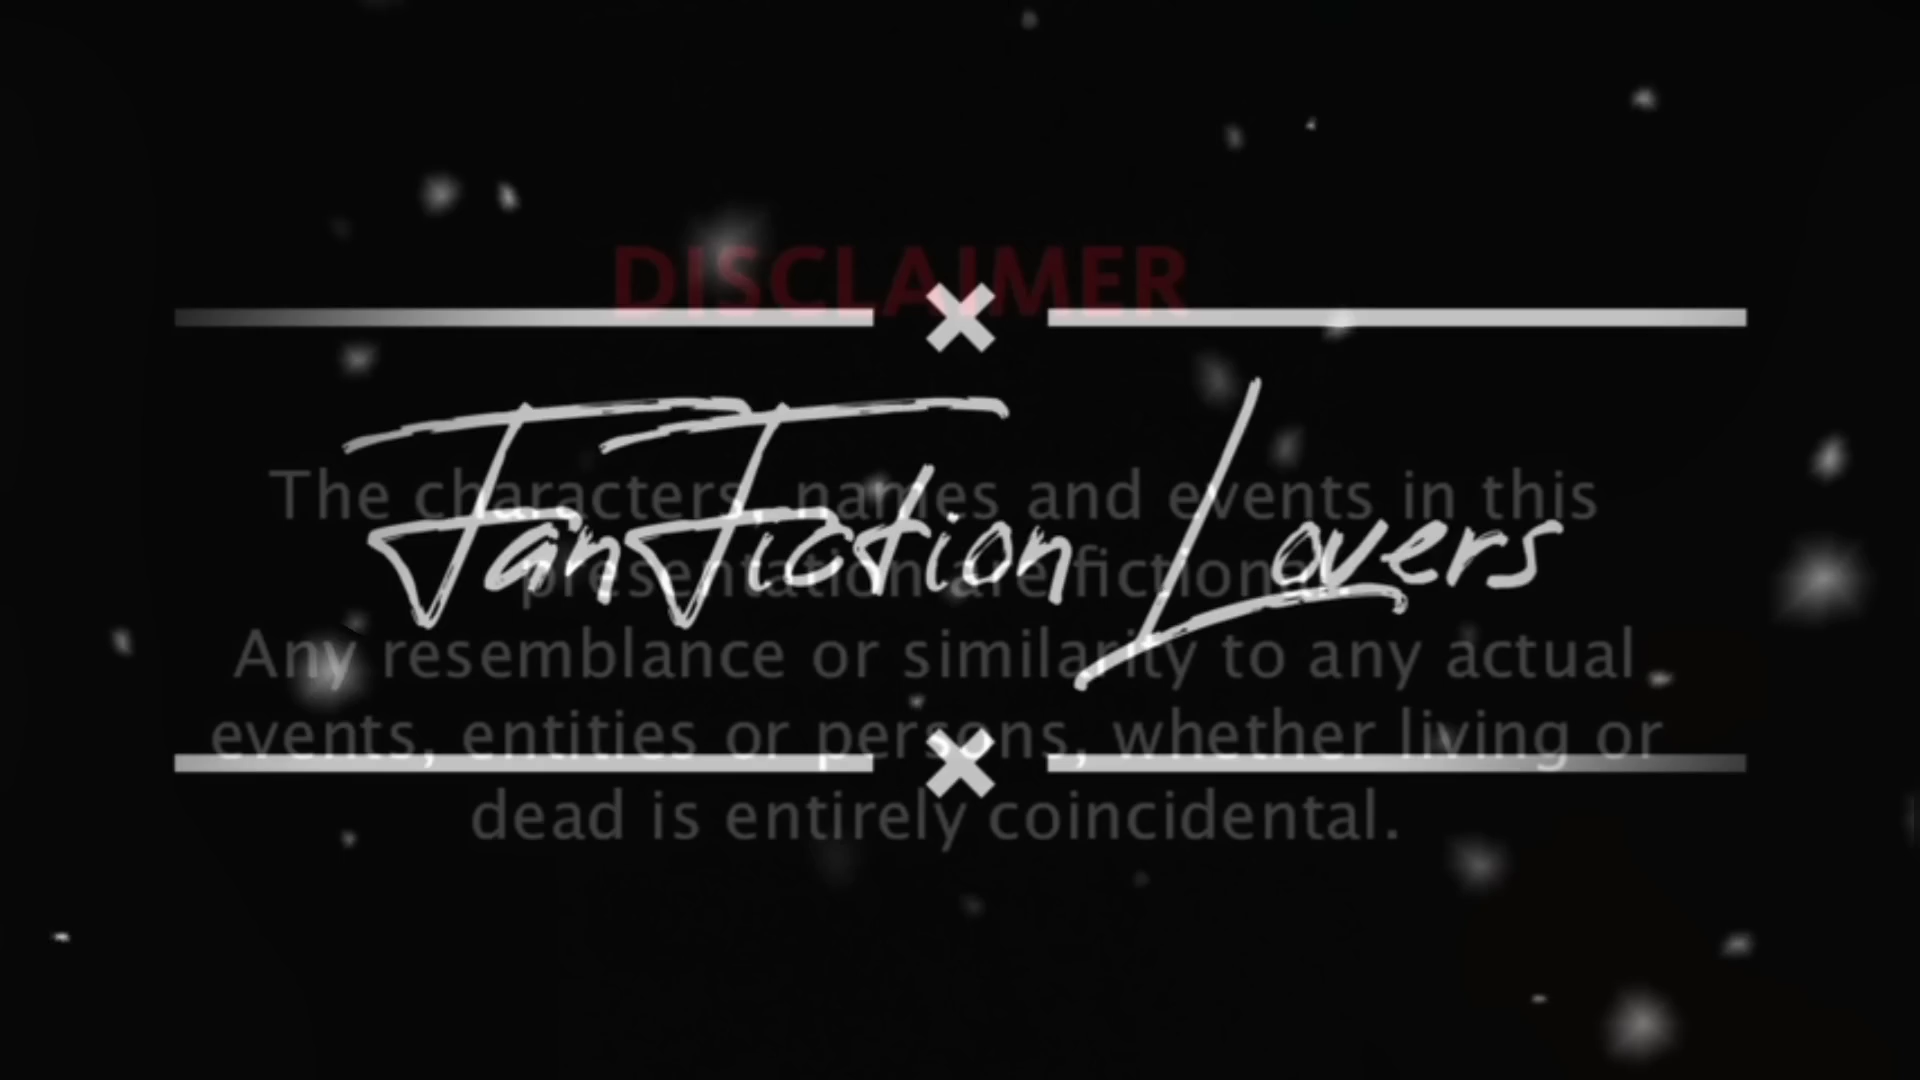 DISCLAIMER
FanFiction Lovers
The characters, names and events in this
presentation are fictional.
Any resemblance or similarity to any actual
events, entities or persons, whether living or
dead is entirely coincidental.